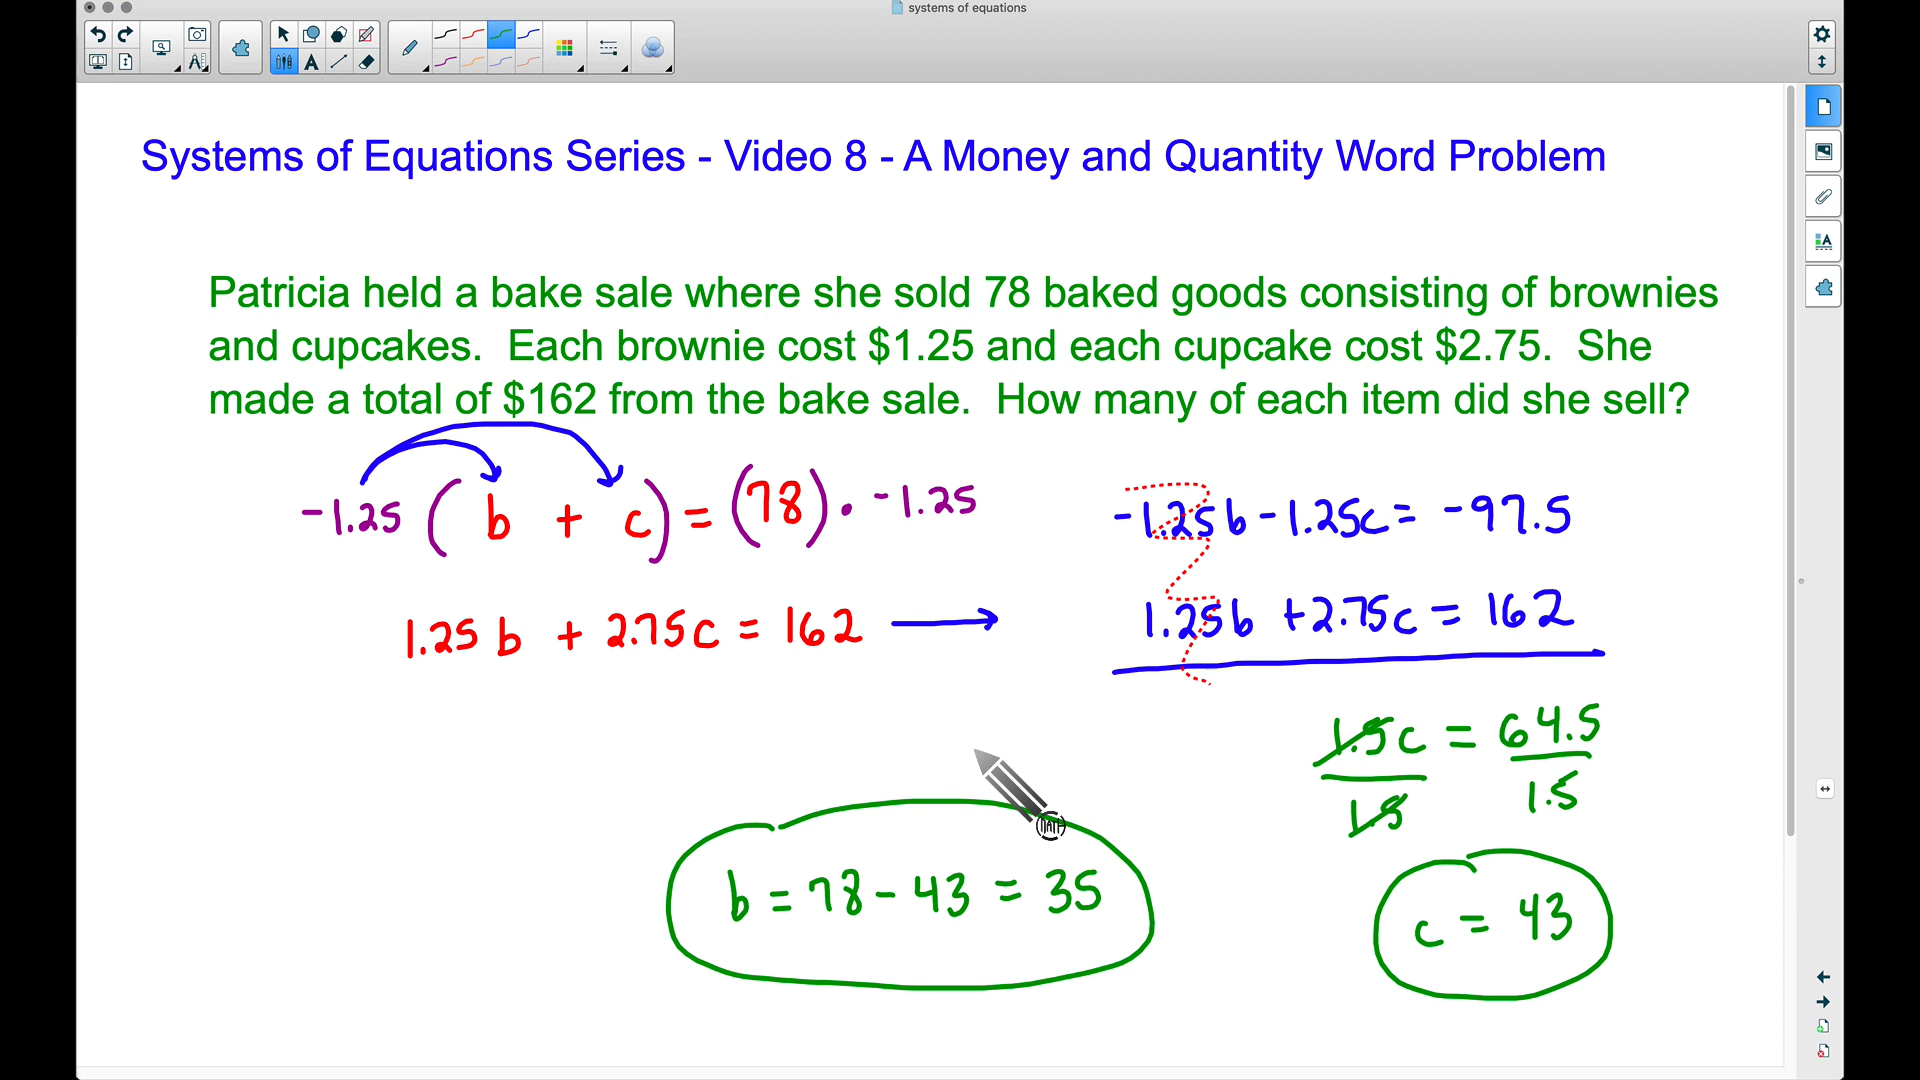 systems of equations
Systems of Equations Series - Video 8 - A Money and Quantity Word Problem
Patricia held a bake sale where she sold 78 baked goods consisting of brownies
and cupcakes. Each brownie cost $1.25 and each cupcake cost $2.75. She
made a total of $162 from the bake sale. How many of each item did she sell?
-1.25 ( b + c ) = (78) · -1.25
1.25b + 2.75c = 162
-1.25b - 1.25c = -97.5
1.25b + 2.75c = 162
1.5c = 64.5
1.5 1.5
c = 43
b = 78 - 43 = 35
MATH